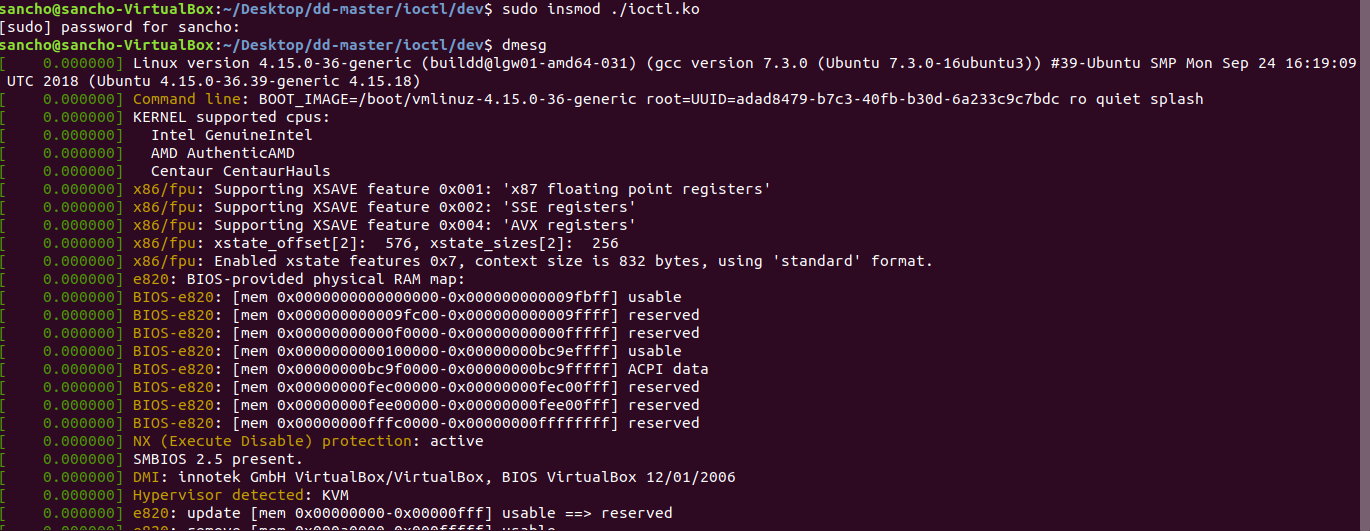 sancho@sancho-VirtualBox:~/Desktop/dd-master/ioctl/dev$ sudo insmod ./ioctl.ko
[sudo] password for sancho:
sancho@sancho-VirtualBox:~/Desktop/dd-master/ioctl/dev$ dmesg
[    0.000000] Linux version 4.15.0-36-generic (buildd@lgw01-amd64-031) (gcc version 7.3.0 (Ubuntu 7.3.0-16ubuntu3)) #39-Ubuntu SMP Mon Sep 24 16:19:09
 UTC 2018 (Ubuntu 4.15.0-36.39-generic 4.15.18)
[    0.000000] Command line: BOOT_IMAGE=/boot/vmlinuz-4.15.0-36-generic root=UUID=adad8479-b7c3-40fb-b30d-6a233c9c7bdc ro quiet splash
[    0.000000] KERNEL supported cpus:
[    0.000000]   Intel GenuineIntel
[    0.000000]   AMD AuthenticAMD
[    0.000000]   Centaur CentaurHauls
[    0.000000] x86/fpu: Supporting XSAVE feature 0x001: 'x87 floating point registers'
[    0.000000] x86/fpu: Supporting XSAVE feature 0x002: 'SSE registers'
[    0.000000] x86/fpu: Supporting XSAVE feature 0x004: 'AVX registers'
[    0.000000] x86/fpu: xstate_offset[2]:  576, xstate_sizes[2]:  256
[    0.000000] x86/fpu: Enabled xstate features 0x7, context size is 832 bytes, using 'standard' format.
[    0.000000] e820: BIOS-provided physical RAM map:
[    0.000000] BIOS-e820: [mem 0x0000000000000000-0x000000000009fbff] usable
[    0.000000] BIOS-e820: [mem 0x000000000009fc00-0x000000000009ffff] reserved
[    0.000000] BIOS-e820: [mem 0x00000000000f0000-0x00000000000fffff] reserved
[    0.000000] BIOS-e820: [mem 0x0000000000100000-0x00000000bc9effff] usable
[    0.000000] BIOS-e820: [mem 0x00000000bc9f0000-0x00000000bc9fffff] ACPI data
[    0.000000] BIOS-e820: [mem 0x00000000fec00000-0x00000000fec00fff] reserved
[    0.000000] BIOS-e820: [mem 0x00000000fee00000-0x00000000fee00fff] reserved
[    0.000000] BIOS-e820: [mem 0x00000000fffc0000-0x00000000ffffffff] reserved
[    0.000000] NX (Execute Disable) protection: active
[    0.000000] SMBIOS 2.5 present.
[    0.000000] DMI: innotek GmbH VirtualBox/VirtualBox, BIOS VirtualBox 12/01/2006
[    0.000000] Hypervisor detected: KVM
[    0.000000] e820: update [mem 0x00000000-0x00000fff] usable ==> reserved
[    0.000000] e820: remove [mem 0x000a0000-0x000fffff] usable